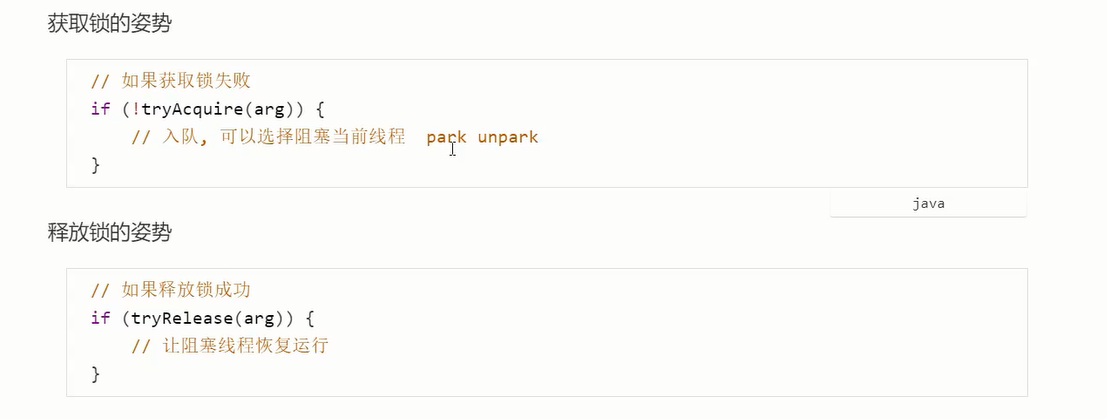 获取锁的姿势
// 如果获取锁失败
if (!tryAcquire(arg)) {
    // 入队, 可以选择阻塞当前线程  park unpark
}
java
释放锁的姿势
// 如果释放锁成功
if (tryRelease(arg)) {
    // 让阻塞线程恢复运行
}